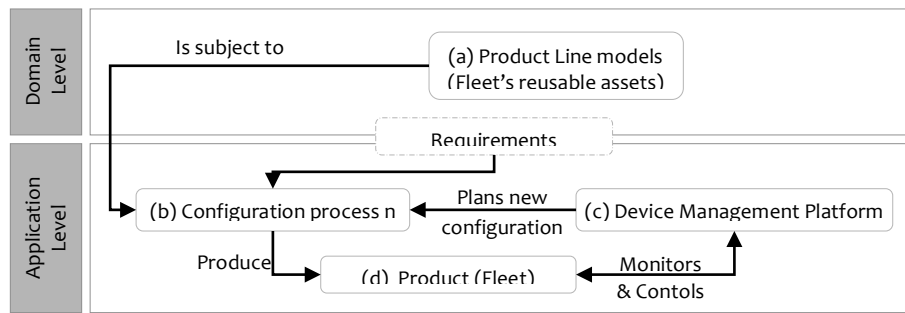 Domain
Level
Is subject to
(a) Product Line models
(Fleet's reusable assets)
Requirements
Application
Level
(b) Configuration process n
Plans new
configuration
(c) Device Management Platform
Produce
(d) Product (Fleet)
Monitors
& Contols